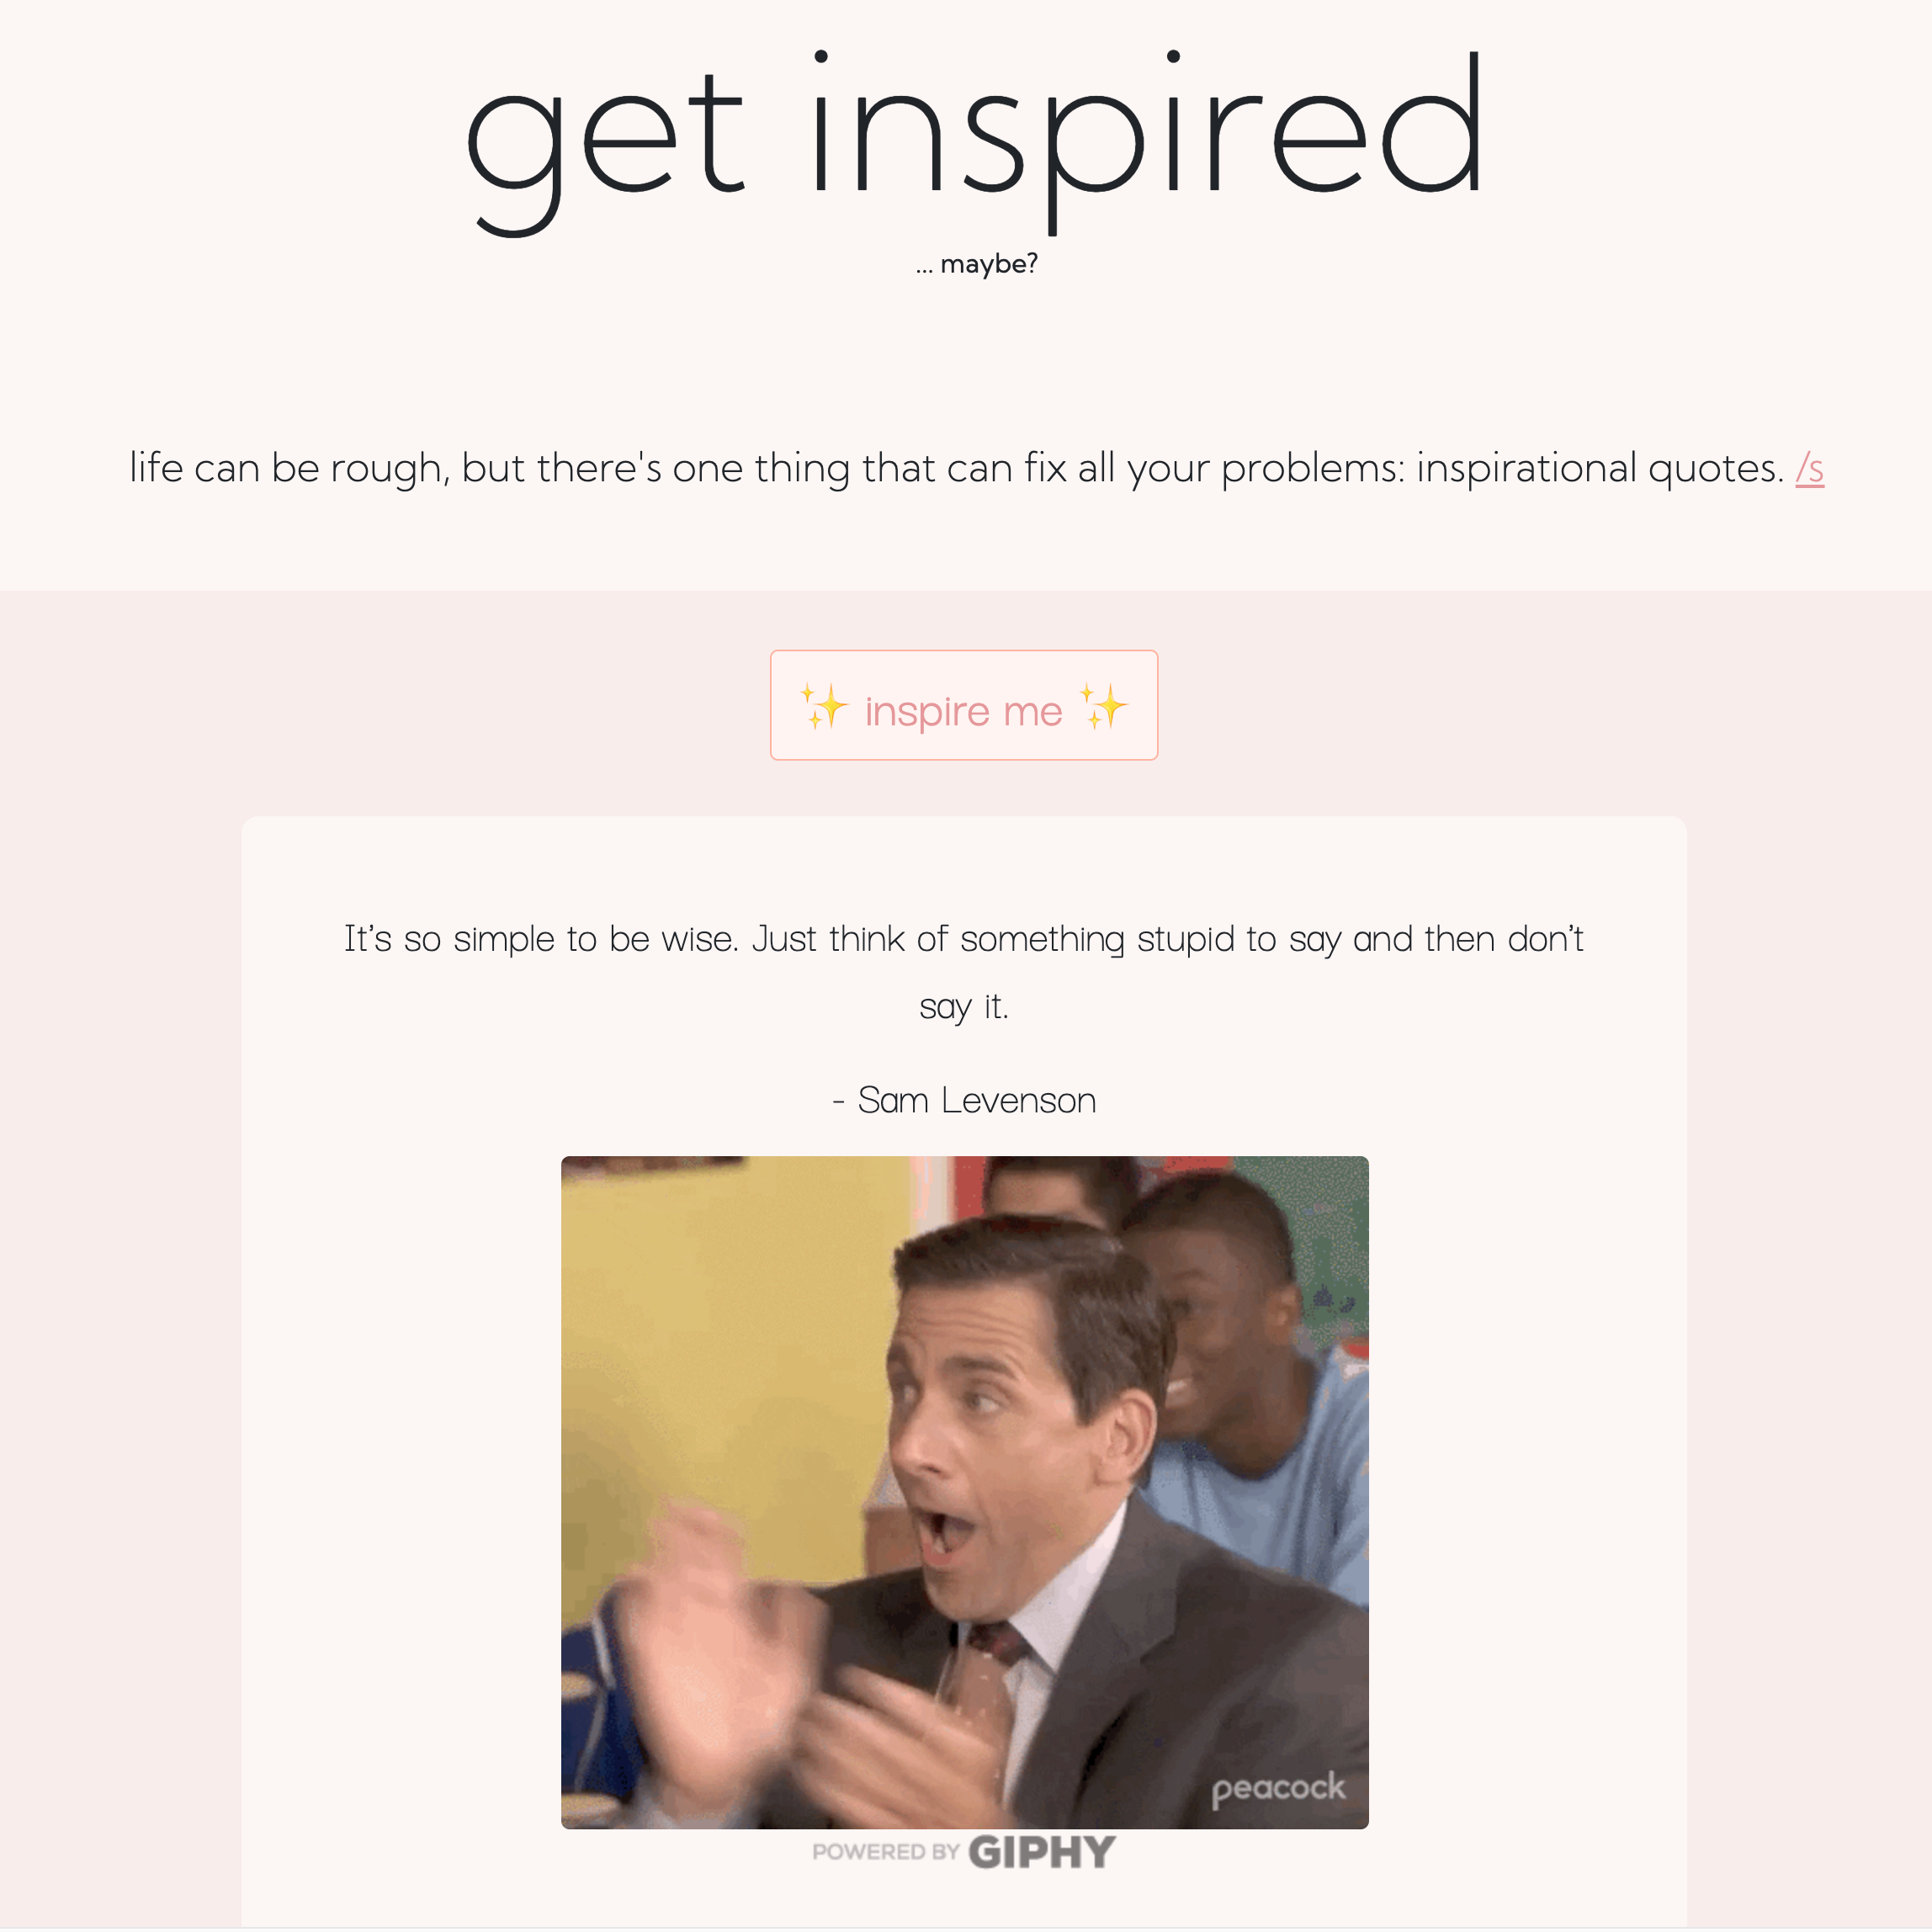 get inspired
... maybe?
life can be rough, but there's one thing that can fix all your problems: inspirational quotes. /s
✨ inspire me ✨
It’s so simple to be wise. Just think of something stupid to say and then don’t
say it.
- Sam Levenson
peacock
POWERED BY GIPHY